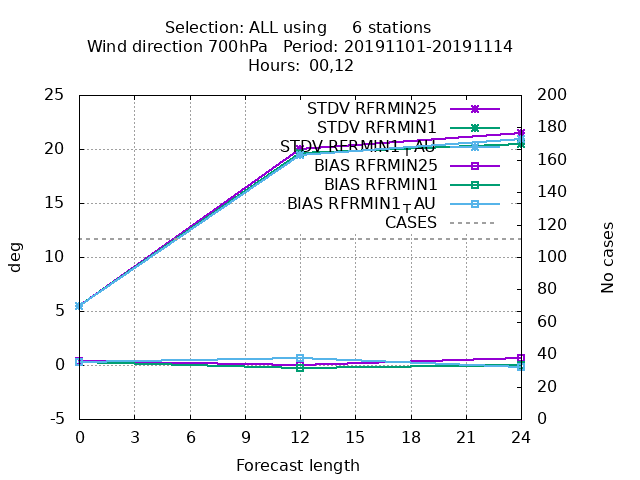 Selection: ALL using 6 stations
Wind direction 700hPa Period: 20191101-20191114
Hours: 00,12
25
20
15
10
5
0
-5
deg
STDV RFRMIN25
STDV RFRMIN1
STDV RFRMIN1TAU
BIAS RFRMIN25
BIAS RFRMIN1
BIAS RFRMIN1TAU
CASES
200
180
160
140
120
100
80
60
40
20
0
No cases
0 3 6 9 12 15 18 21 24
Forecast length